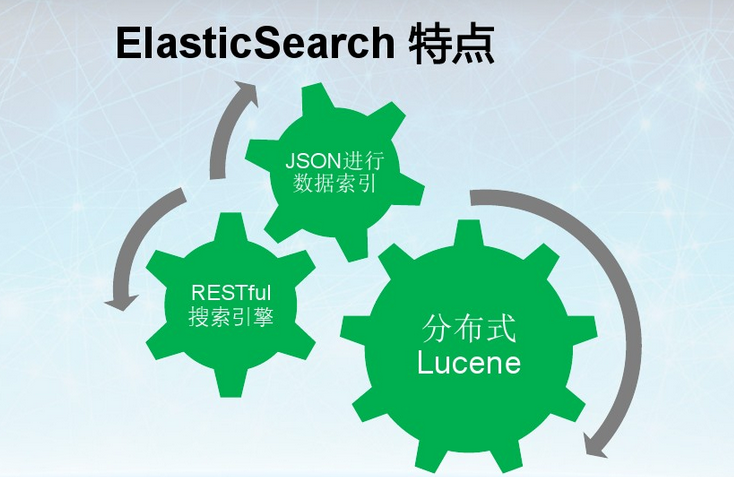 ElasticSearch 特点
JSON进行
数据索引
RESTful
搜索引擎
分布式
Lucene